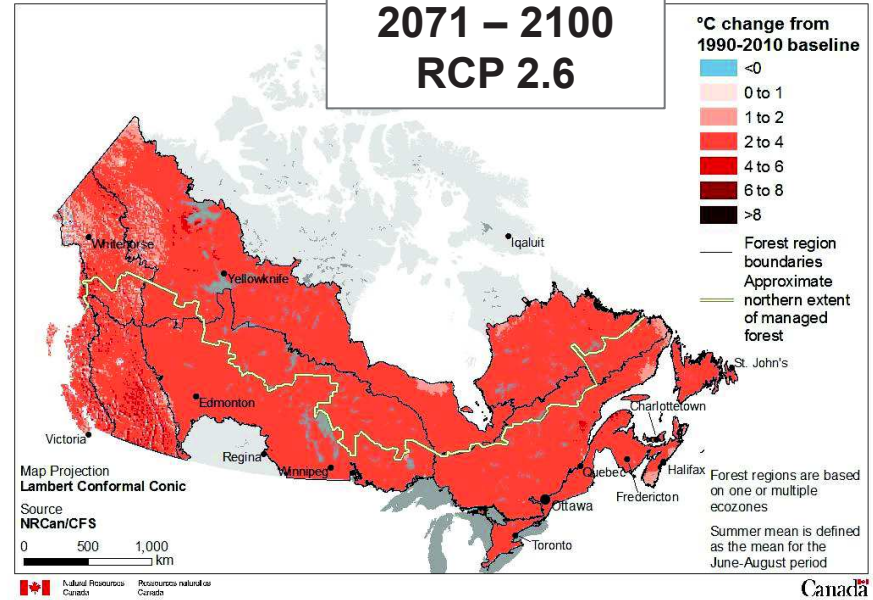 2071 – 2100
RCP 2.6
°C change from
1990-2010 baseline
<0
0 to 1
1 to 2
2 to 4
4 to 6
6 to 8
>8
Forest region
boundaries
Approximate
northern extent
of managed
forest
Iqaluit
Whitehorse
Yellowknife
St. John's
Edmonton
Charlottetown
Victoria
Regina
Winnipeg
Quebec
Halifax
Fredericton
Ottawa
Toronto
Map Projection
Lambert Conformal Conic
Source
NRCan/CFS
0 500 1,000
km
Forest regions are based
on one or multiple
ecozones
Summer mean is defined
as the mean for the
June-August period
Natural Resources
Canada
Ressources naturelles
Canada
Canada